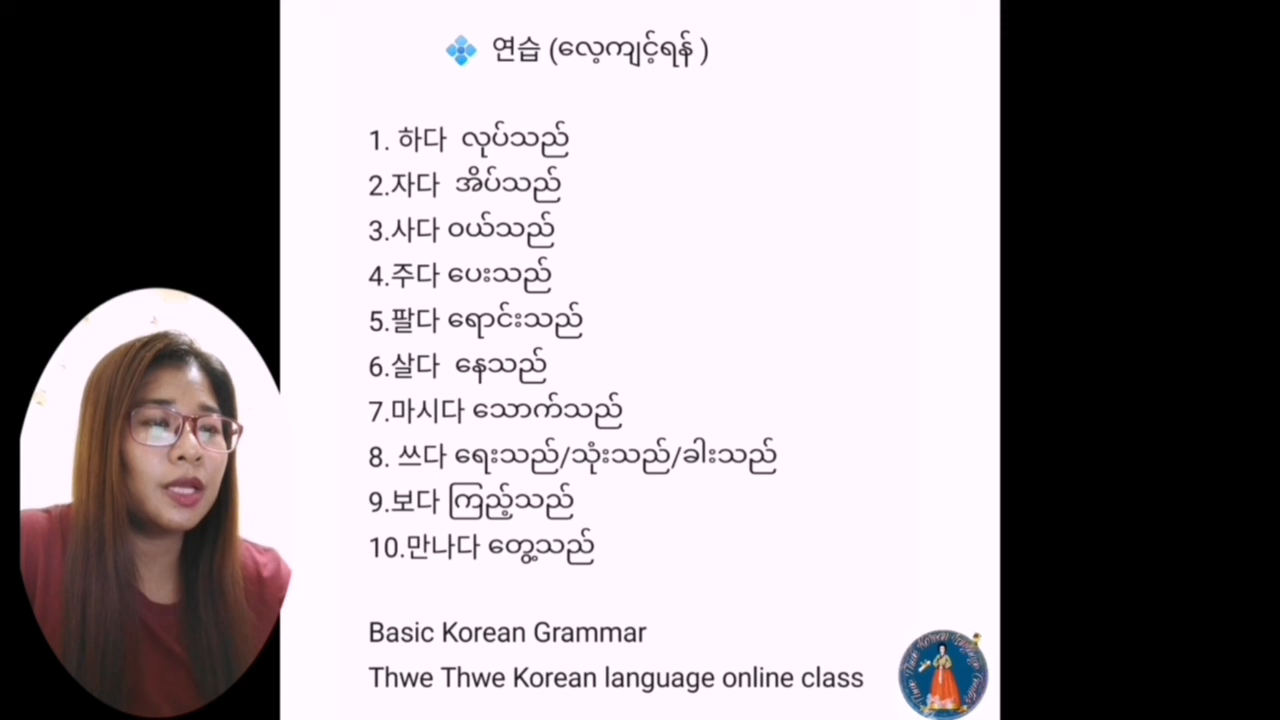 연습 (လေ့ကျင့်ရန် )
1. 하다 လုပ်သည်
2.자다 အိပ်သည်
3.사다 ဝယ်သည်
4.주다 ပေးသည်
5.팔다 ရောင်းသည်
6.살다 နေသည်
7.마시다 သောက်သည်
8. 쓰다 ရေးသည်/သုံးသည်/ခါးသည်
9.보다 ကြည့်သည်
10.만나다 တွေ့သည်
Basic Korean Grammar
Thwe Thwe Korean language online class